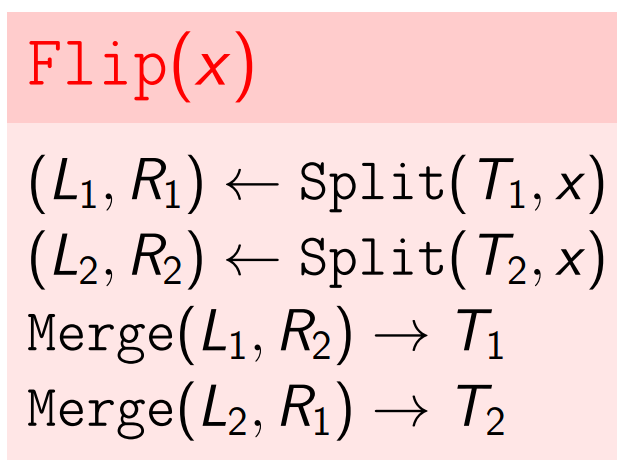 Flip(x)
(L₁, R₁) ← Split(T₁, x)
(L₂, R₂) ← Split(T₂, x)
Merge(L₁, R₂) → T₁
Merge(L₂, R₁) → T₂